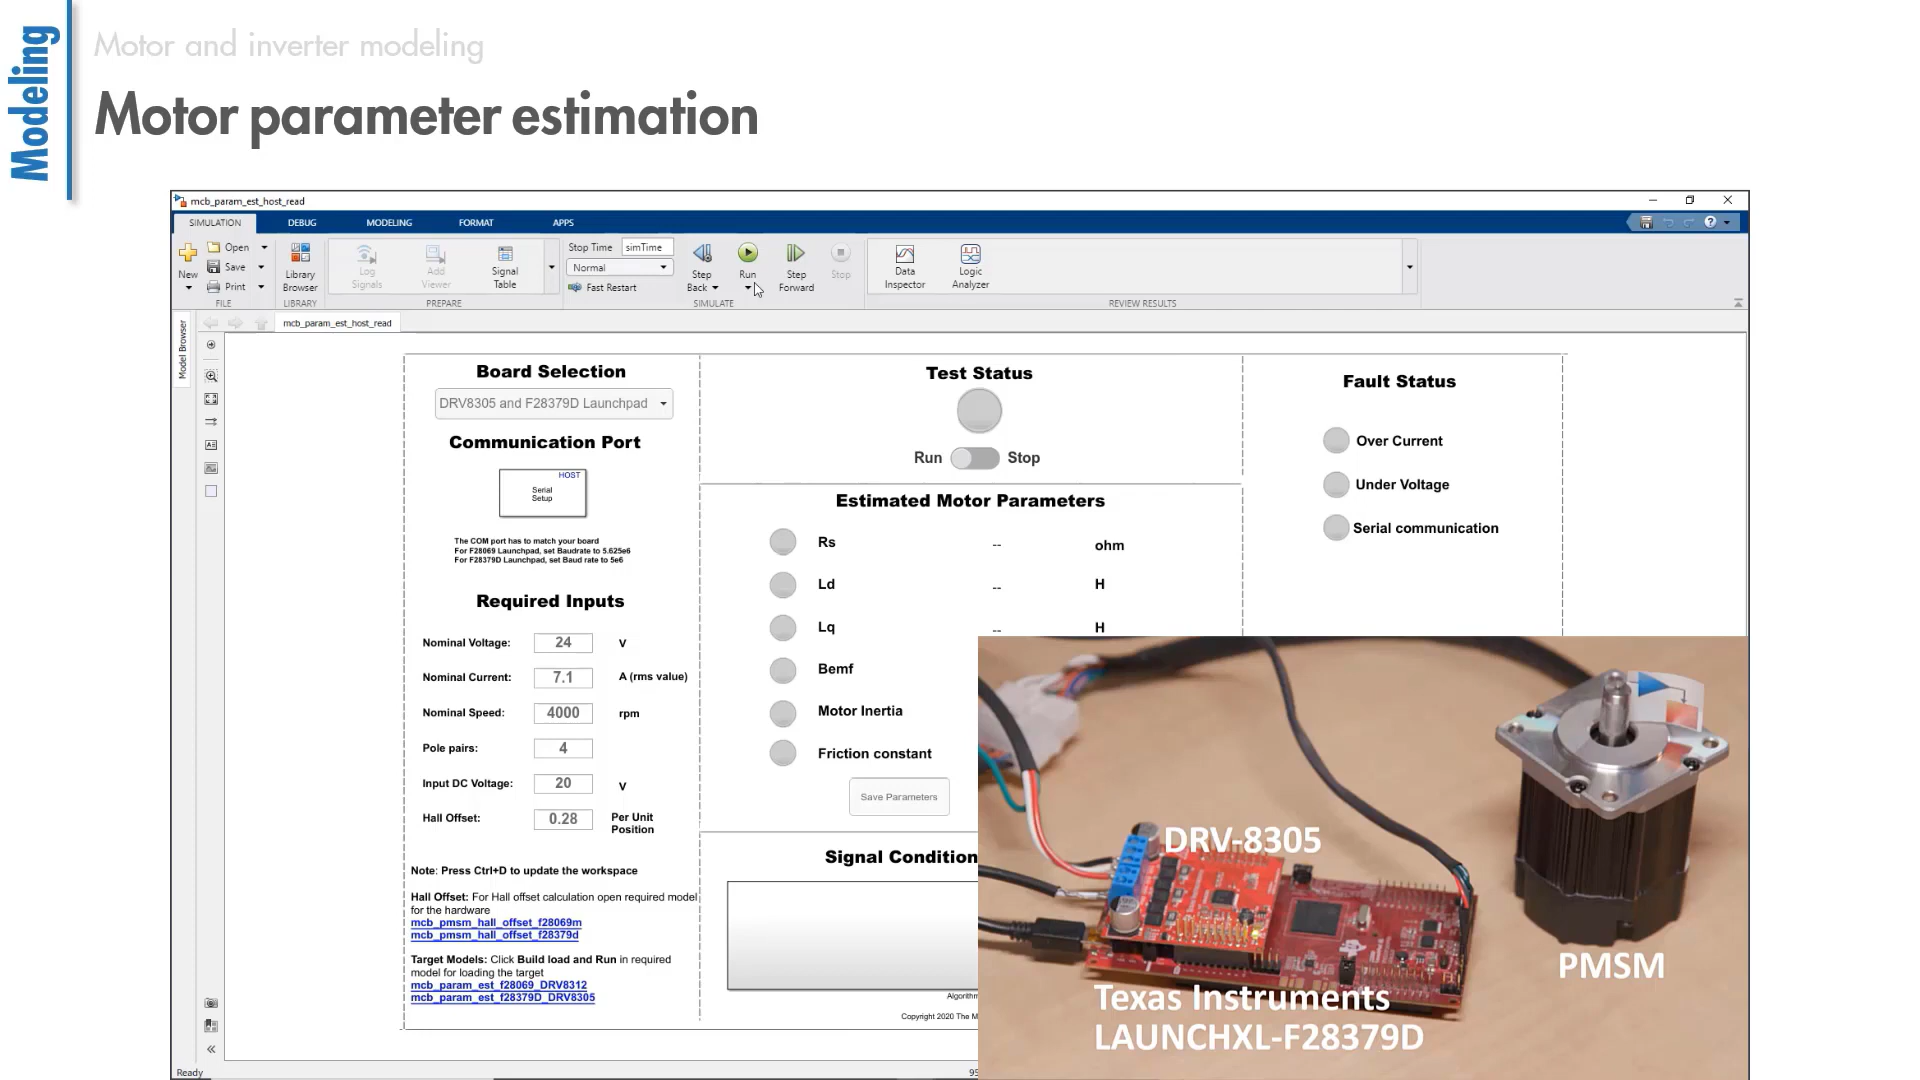 Modeling
Motor and inverter modeling
Motor parameter estimation
mcb_param_est_host_read
SIMULATION
DEBUG
MODELING
FORMAT
APPS
New
Open
Save
Print
FILE
Library
Browser
LIBRARY
Log
Signals
Add
Viewer
Signal
Table
PREPARE
Stop Time
simTime
Normal
Fast Restart
Step
Back
Run
Step
Forward
Stop
SIMULATE
Data
Inspector
Logic
Analyzer
REVIEW RESULTS
Model Browser
mcb_param_est_host_read
Board Selection
DRV8305 and F28379D Launchpad
Communication Port
HOST
Serial
Setup
The COM port has to match your board
For F28069 Launchpad, set Baudrate to 5.625e6
For F28379D Launchpad, set Baud rate to 5e6
Required Inputs
Nominal Voltage: 24 V
Nominal Current: 7.1 A (rms value)
Nominal Speed: 4000 rpm
Pole pairs: 4
Input DC Voltage: 20 V
Hall Offset: 0.28 Per Unit
Position
Note: Press Ctrl+D to update the workspace
Hall Offset: For Hall offset calculation open required model
for the hardware
mcb_pmsm_hall_offset_f28069m
mcb_pmsm_hall_offset_f28379d
Target Models: Click Build load and Run in required
model for loading the target
mcb_param_est_f28069_DRV8312
mcb_param_est_f28379D_DRV8305
Test Status
Run Stop
Estimated Motor Parameters
Rs -- ohm
Ld -- H
Lq -- H
Bemf
Motor Inertia
Friction constant
Save Parameters
Signal Condition
Algorithm
Copyright 2020 The M
Fault Status
Over Current
Under Voltage
Serial communication
DRV-8305
Texas Instruments
LAUNCHXL-F28379D
PMSM
Ready
95